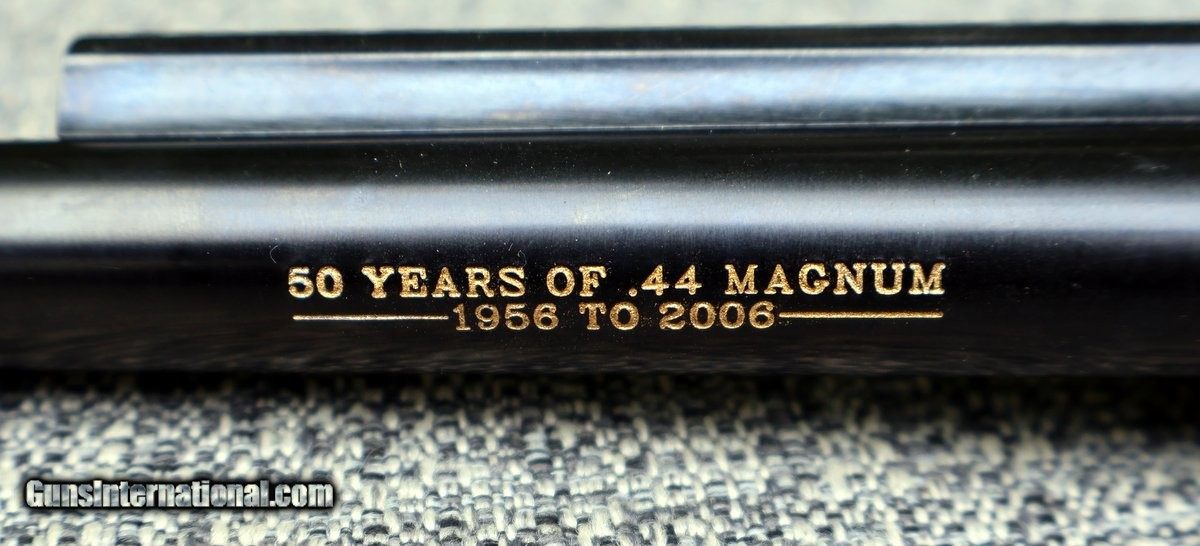 50 YEARS OF .44 MAGNUM
1956 TO 2006
GunsInternational.com